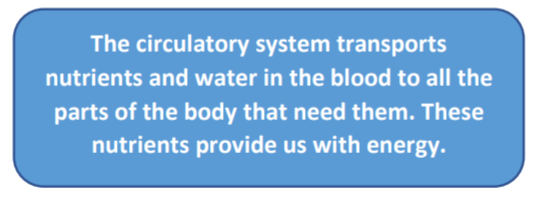 The circulatory system transports
nutrients and water in the blood to all the
parts of the body that need them. These
nutrients provide us with energy.